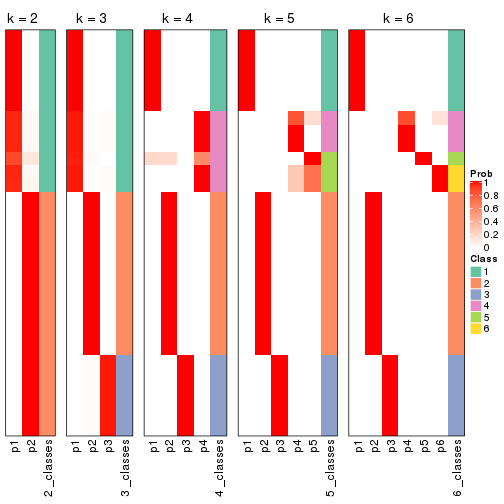 k = 2
k = 3
k = 4
k = 5
k = 6
Prob
1
0.8
0.6
0.4
0.2
0
Class
1
2
3
4
5
6
p1
p2
2_classes
p1
p2
p3
3_classes
p1
p2
p3
p4
4_classes
p1
p2
p3
p4
p5
5_classes
p1
p2
p3
p4
p5
p6
6_classes